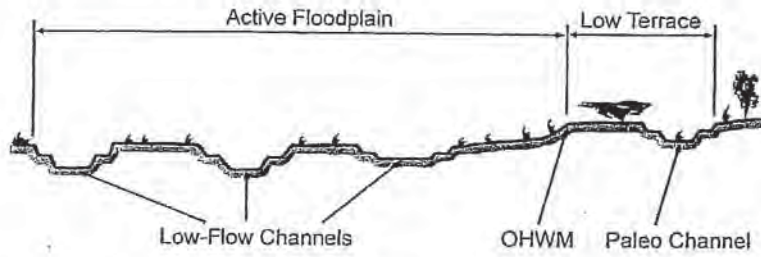 Active Floodplain
Low Terrace
Low-Flow Channels
OHWM
Paleo Channel